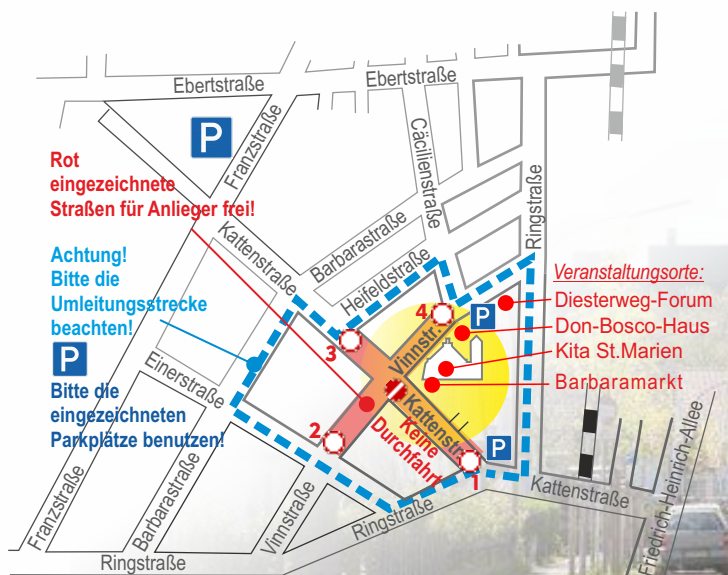 Ebertstraße
Ebertstraße
P
Franzstraße
Cäcilienstraße
Ringstraße
Rot
eingezeichnete
Straßen für Anlieger frei!
Kattenstraße
Barbarastraße
Heifeldstraße
Achtung!
Bitte die
Umleitungsstrecke
beachten!
Veranstaltungsorte:
Diesterweg-Forum
Don-Bosco-Haus
Kita St.Marien
Barbaramarkt
4
P
Vinnstr.
3
P
Einerstraße
Bitte die
eingezeichneten
Parkplätze benutzen!
Kattenstr.
Keine
Durchfahrt
2
P
1
Franzstraße
Barbarastraße
Vinnstraße
Ringstraße
Ringstraße
Kattenstraße
Friedrich-Heinrich-Allee